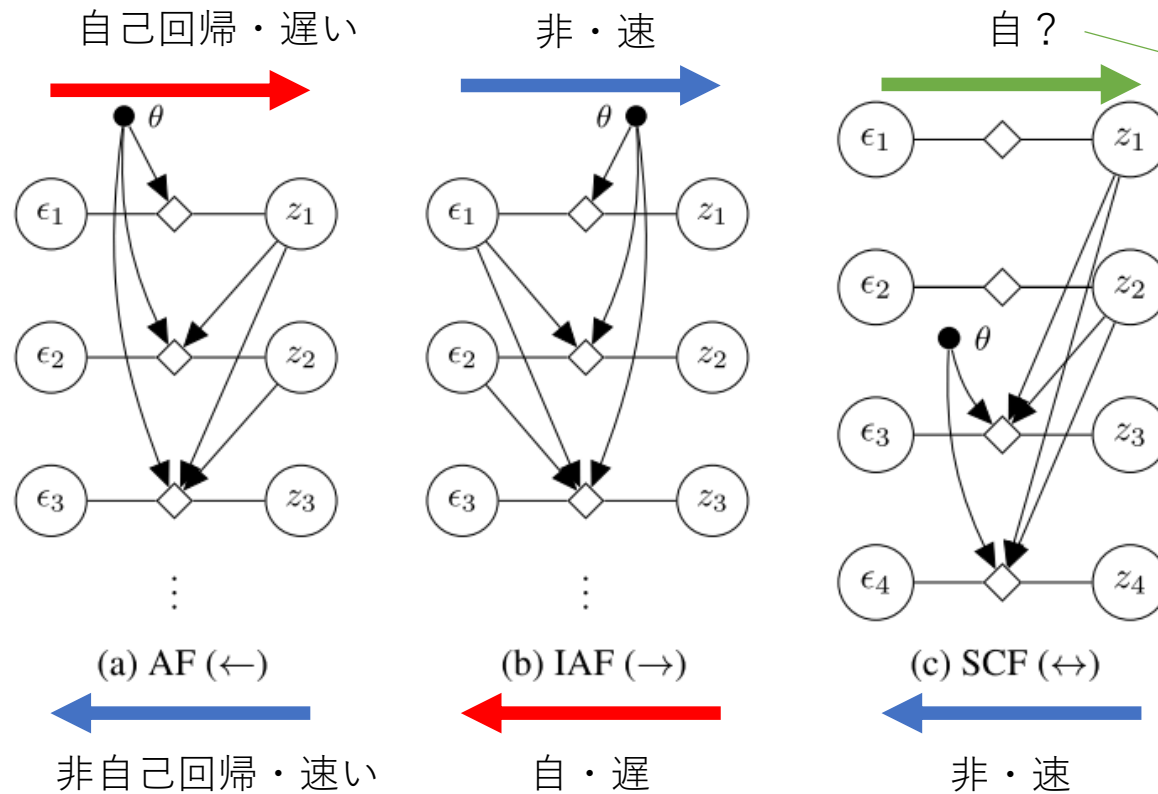 自己回帰・遅い
非・速
自？
θ
θ
ϵ1
z1
ϵ1
z1
ϵ1
z1
ϵ2
z2
θ
ϵ2
z2
ϵ2
z2
ϵ3
z3
ϵ3
z3
ϵ3
z3
⋮
⋮
ϵ4
z4
(a) AF (←)
(b) IAF (→)
(c) SCF (↔)
非自己回帰・速い
自・遅
非・速